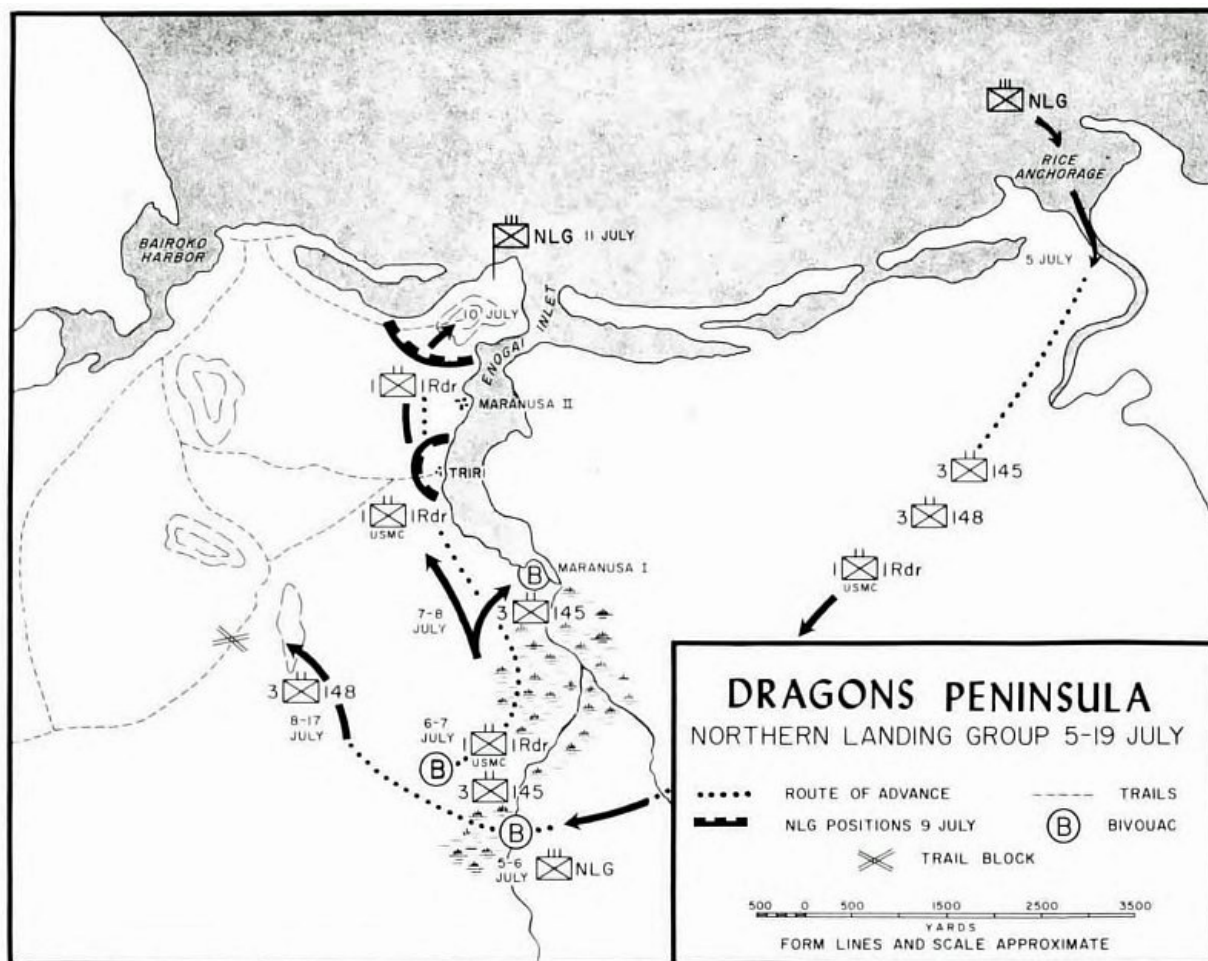 NLG
RICE
ANCHORAGE
BAIROKO
HARBOR
NLG 11 JULY
5 JULY
10 JULY
ENOGAI INLET
1 1Rdr
MARANUSA II
TRIRI
3 145
1 1Rdr
USMC
3 148
MARANUSA I
1 1Rdr
USMC
B
3 145
7-8
JULY
3 148
8-17
JULY
6-7
JULY
1 1Rdr
USMC
B
3 145
B
5-6
JULY
NLG
DRAGONS PENINSULA
NORTHERN LANDING GROUP 5-19 JULY
ROUTE OF ADVANCE
TRAILS
NLG POSITIONS 9 JULY
B BIVOUAC
TRAIL BLOCK
500 0 500 1500 2500 3500
YARDS
FORM LINES AND SCALE APPROXIMATE